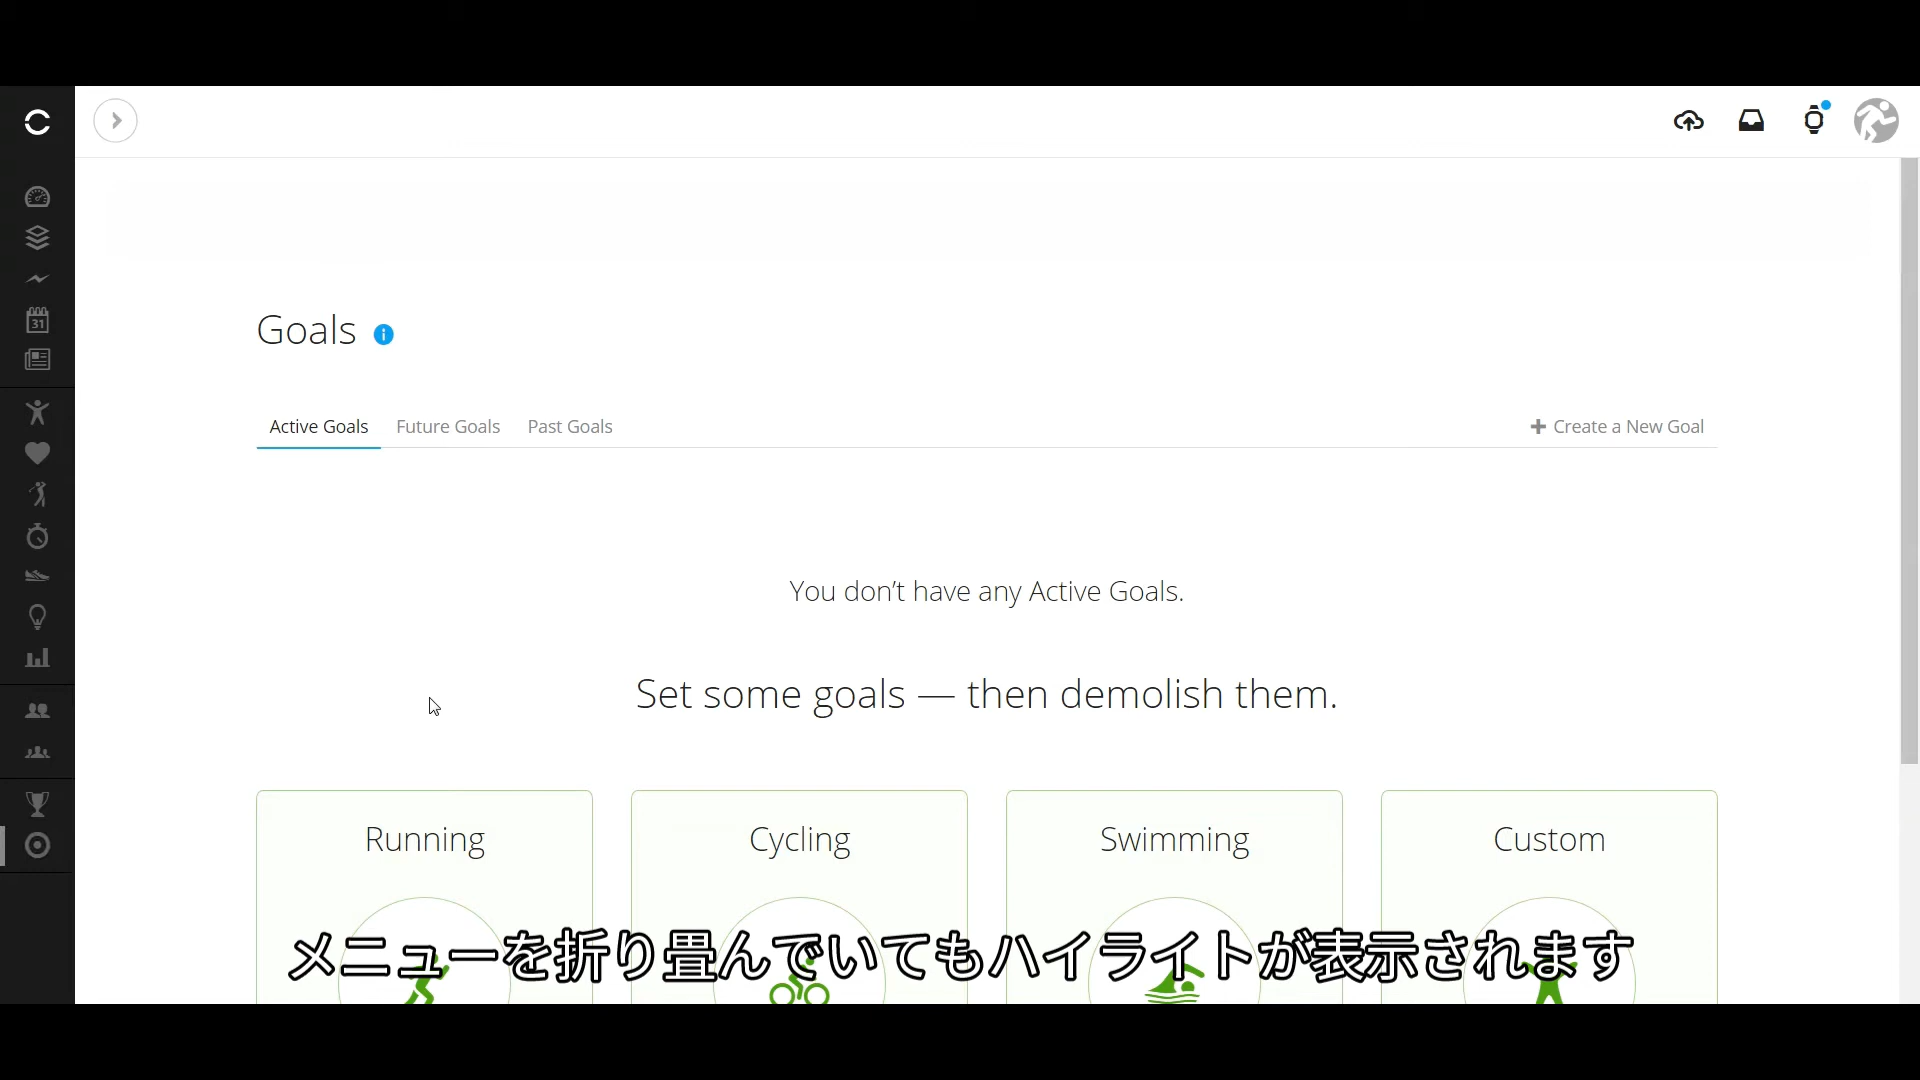 31
Goals
Active Goals Future Goals Past Goals Create a New Goal
You don’t have any Active Goals.
Set some goals — then demolish them.
Running Cycling Swimming Custom
メニューを折り畳んでいてもハイライトが表示されます